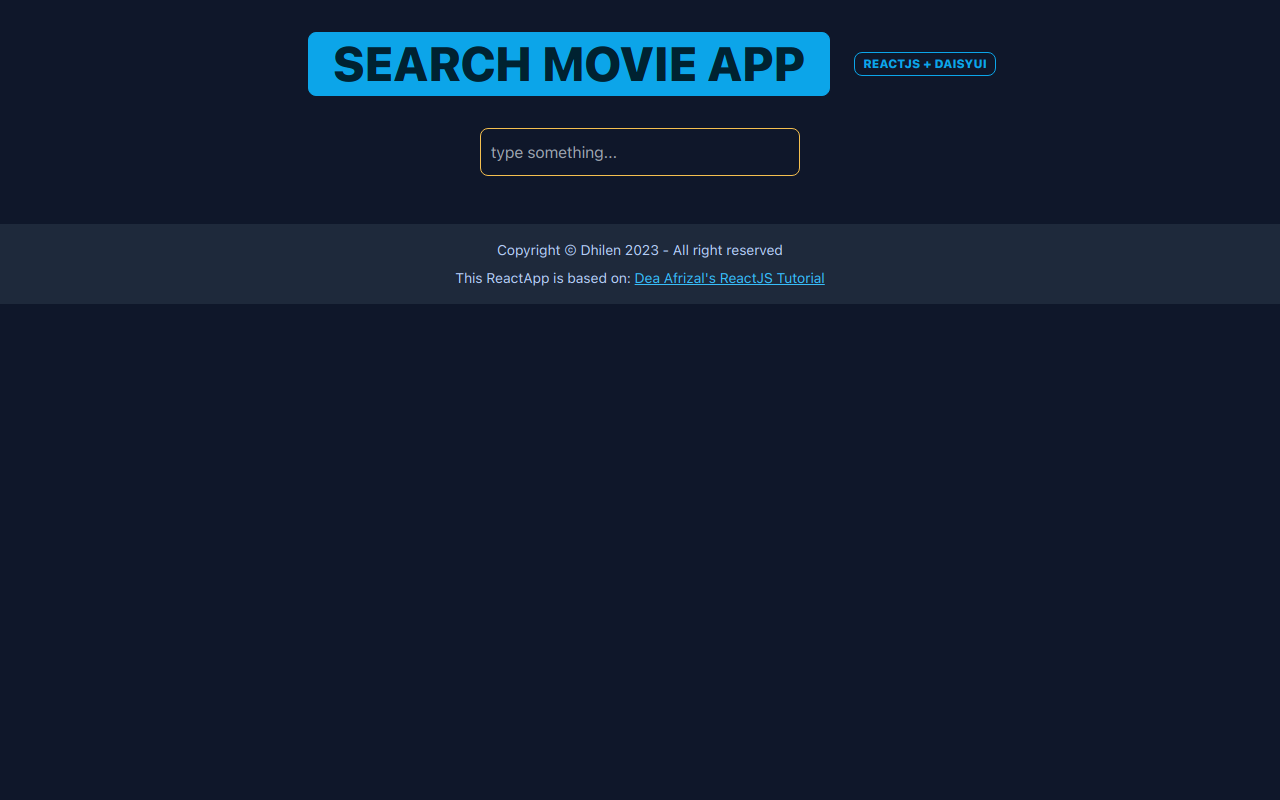 SEARCH MOVIE APP
REACTJS + DAISYUI
type something...
Copyright © Dhilen 2023 - All right reserved
This ReactApp is based on: Dea Afrizal's ReactJS Tutorial